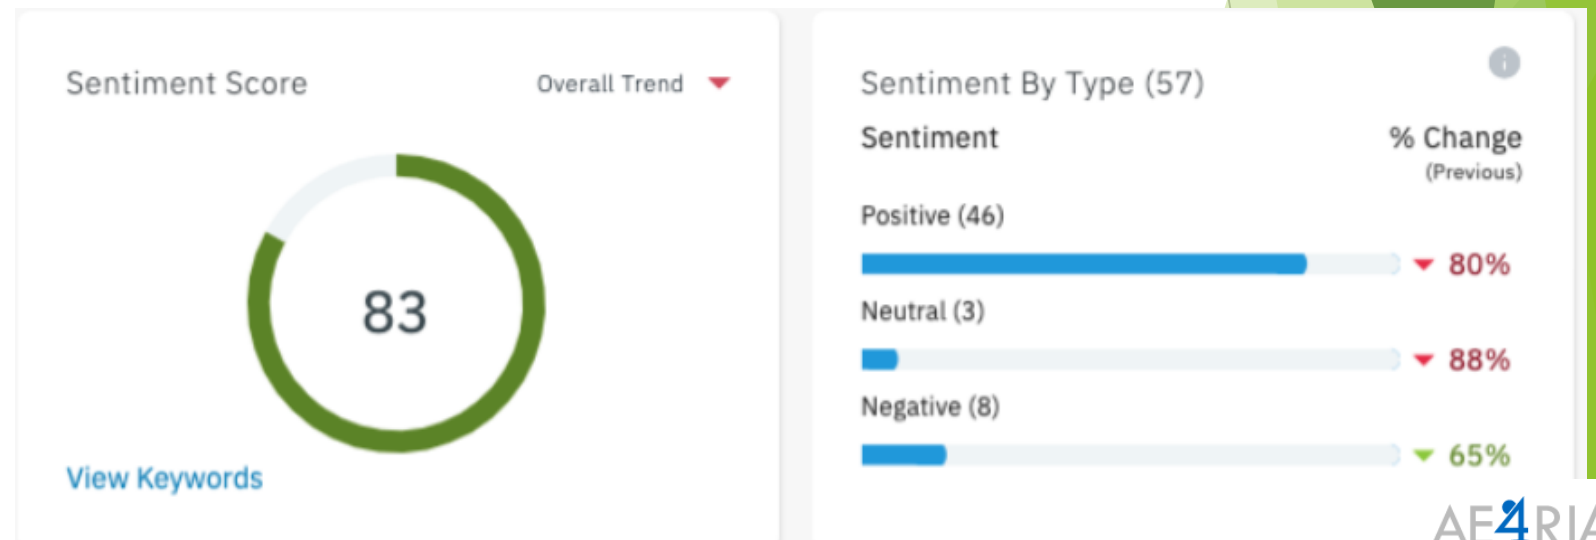 Sentiment Score
Overall Trend
83
View Keywords
Sentiment By Type (57)
Sentiment
% Change
(Previous)
Positive (46)
80%
Neutral (3)
88%
Negative (8)
65%